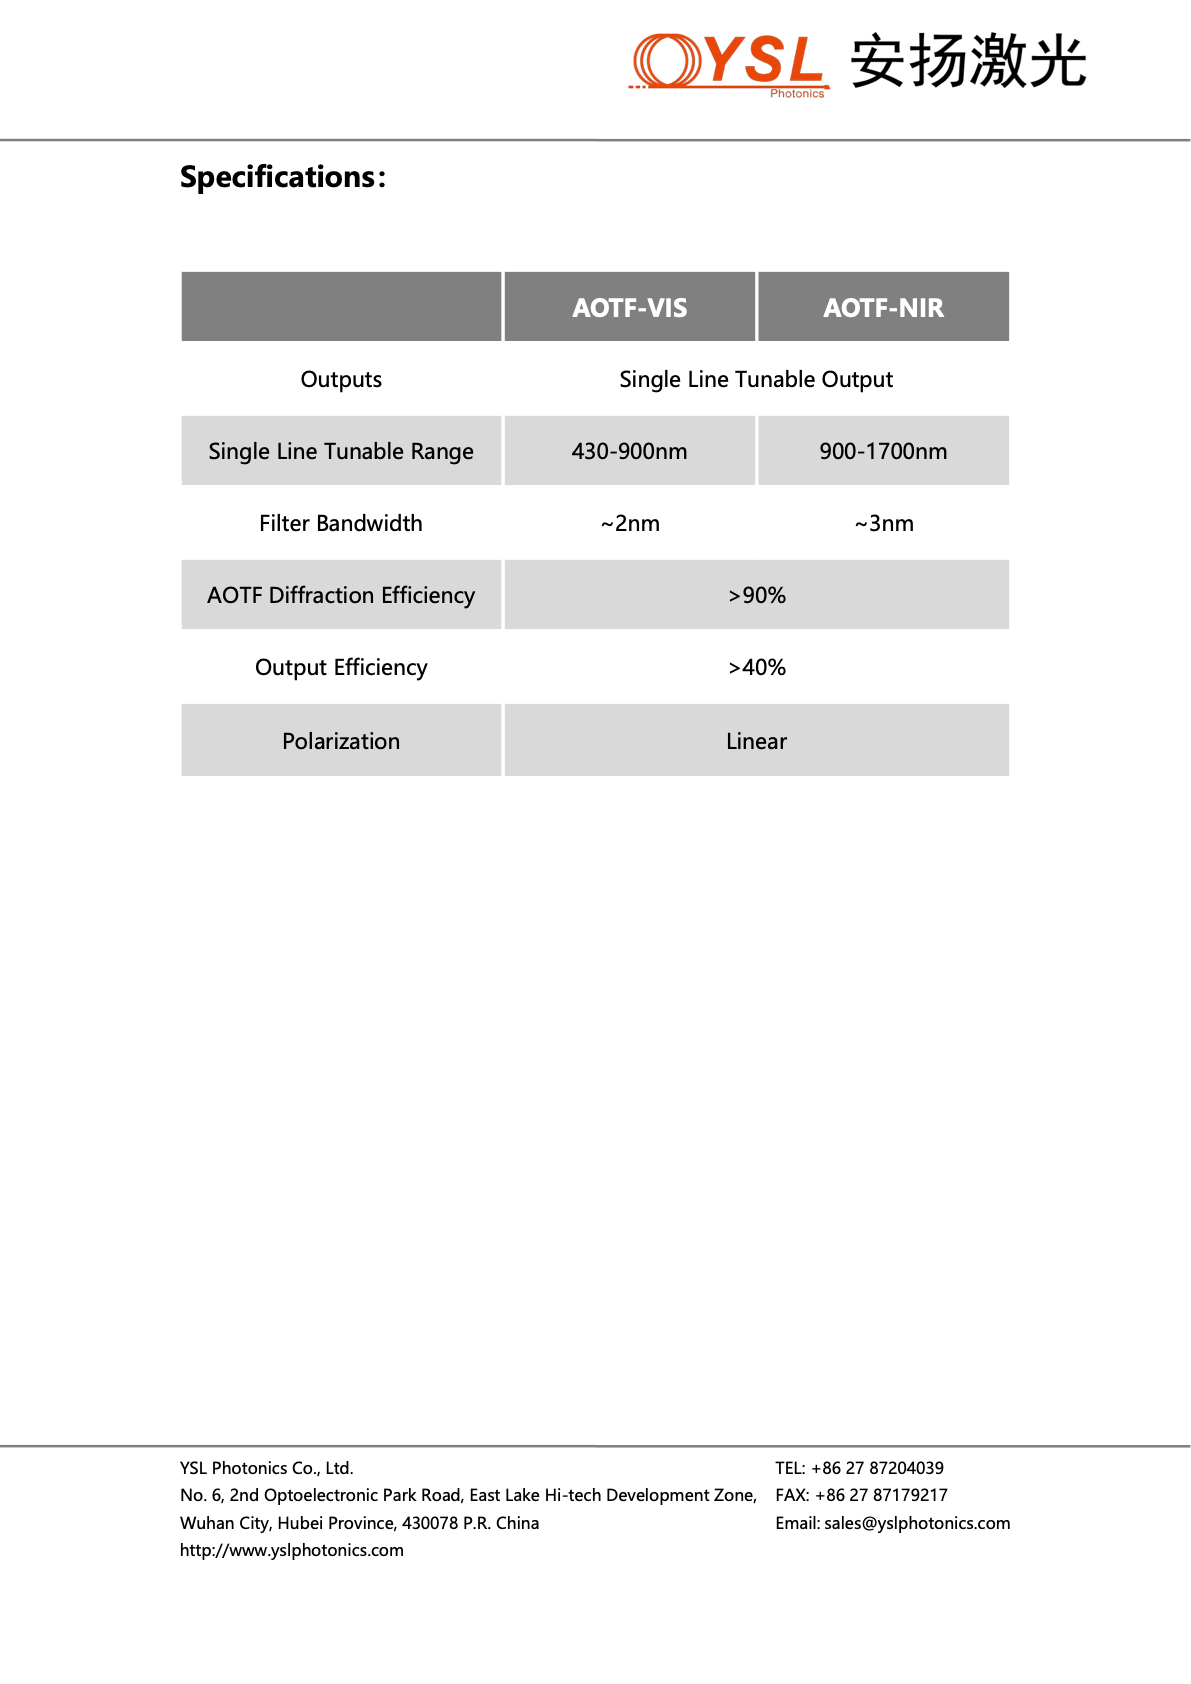 YSL 安扬激光
Photonics
Specifications：
AOTF-VIS AOTF-NIR
Outputs Single Line Tunable Output
Single Line Tunable Range 430-900nm 900-1700nm
Filter Bandwidth ~2nm ~3nm
AOTF Diffraction Efficiency >90%
Output Efficiency >40%
Polarization Linear
YSL Photonics Co., Ltd. TEL: +86 27 87204039
No. 6, 2nd Optoelectronic Park Road, East Lake Hi-tech Development Zone, FAX: +86 27 87179217
Wuhan City, Hubei Province, 430078 P.R. China Email: sales@yslphotonics.com
http://www.yslphotonics.com